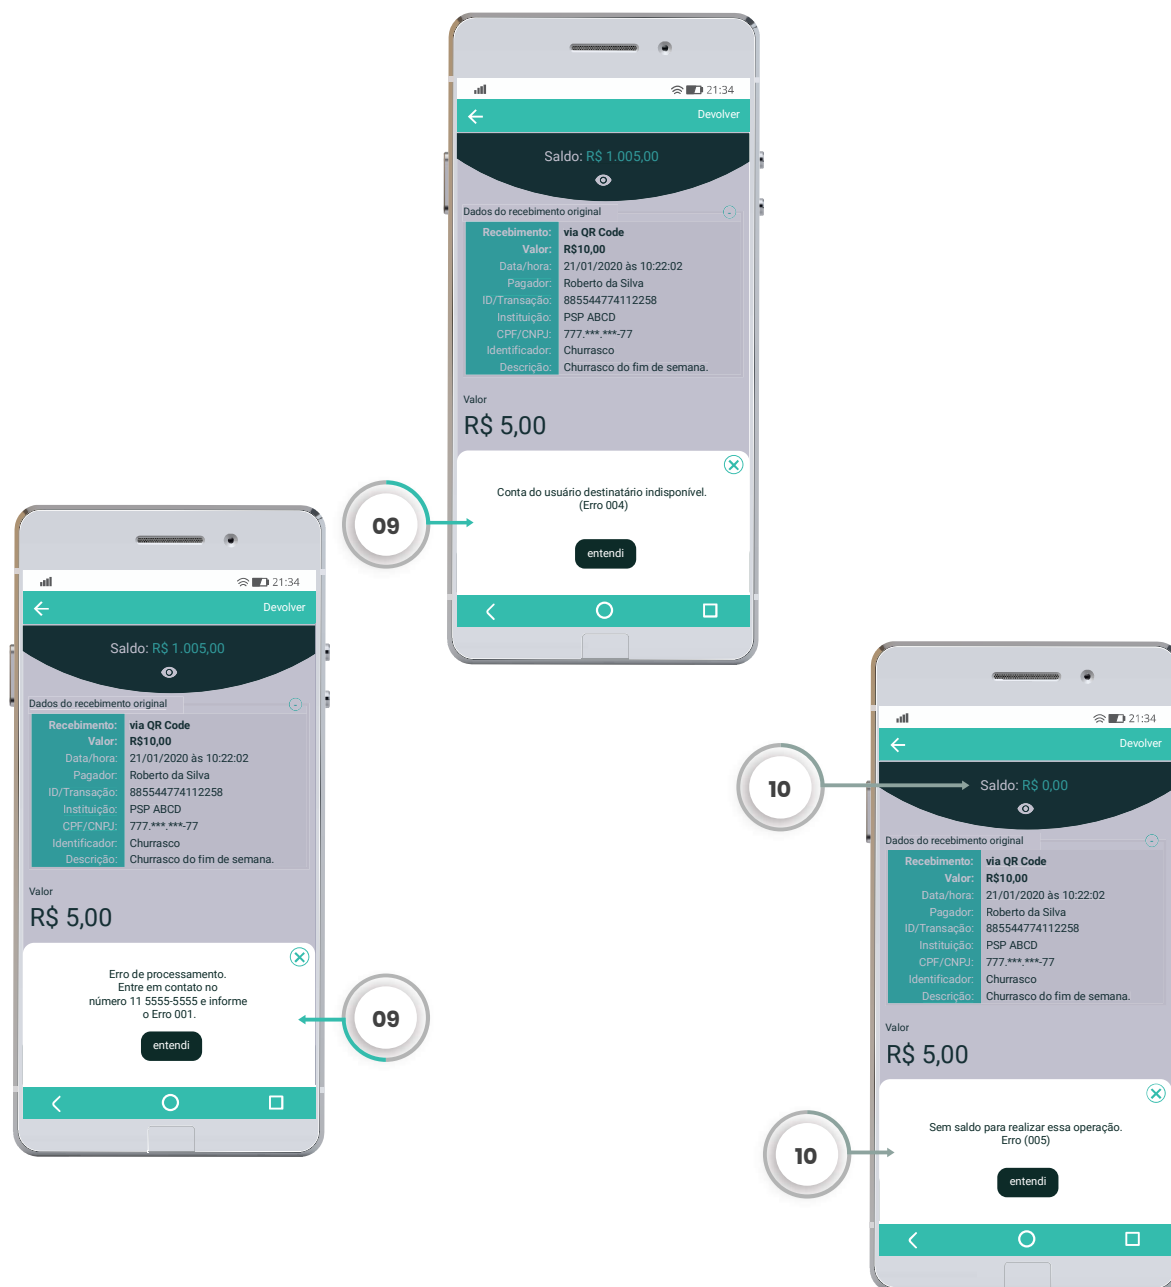 21:34
Devolver
Saldo: R$ 1.005,00
Dados do recebimento original
Recebimento: via QR Code
Valor: R$10,00
Data/hora: 21/01/2020 às 10:22:02
Pagador: Roberto da Silva
ID/Transação: 885544774112258
Instituição: PSP ABCD
CPF/CNPJ: 777.***.***-77
Identificador: Churrasco
Descrição: Churrasco do fim de semana.
Valor
R$ 5,00
Conta do usuário destinatário indisponível.
(Erro 004)
entendi
09
21:34
Devolver
Saldo: R$ 1.005,00
Dados do recebimento original
Recebimento: via QR Code
Valor: R$10,00
Data/hora: 21/01/2020 às 10:22:02
Pagador: Roberto da Silva
ID/Transação: 885544774112258
Instituição: PSP ABCD
CPF/CNPJ: 777.***.***-77
Identificador: Churrasco
Descrição: Churrasco do fim de semana.
Valor
R$ 5,00
Erro de processamento.
Entre em contato no
número 11 5555-5555 e informe
o Erro 001.
entendi
09
21:34
Devolver
10
Saldo: R$ 0,00
Dados do recebimento original
Recebimento: via QR Code
Valor: R$10,00
Data/hora: 21/01/2020 às 10:22:02
Pagador: Roberto da Silva
ID/Transação: 885544774112258
Instituição: PSP ABCD
CPF/CNPJ: 777.***.***-77
Identificador: Churrasco
Descrição: Churrasco do fim de semana.
Valor
R$ 5,00
Sem saldo para realizar essa operação.
Erro (005)
10
entendi